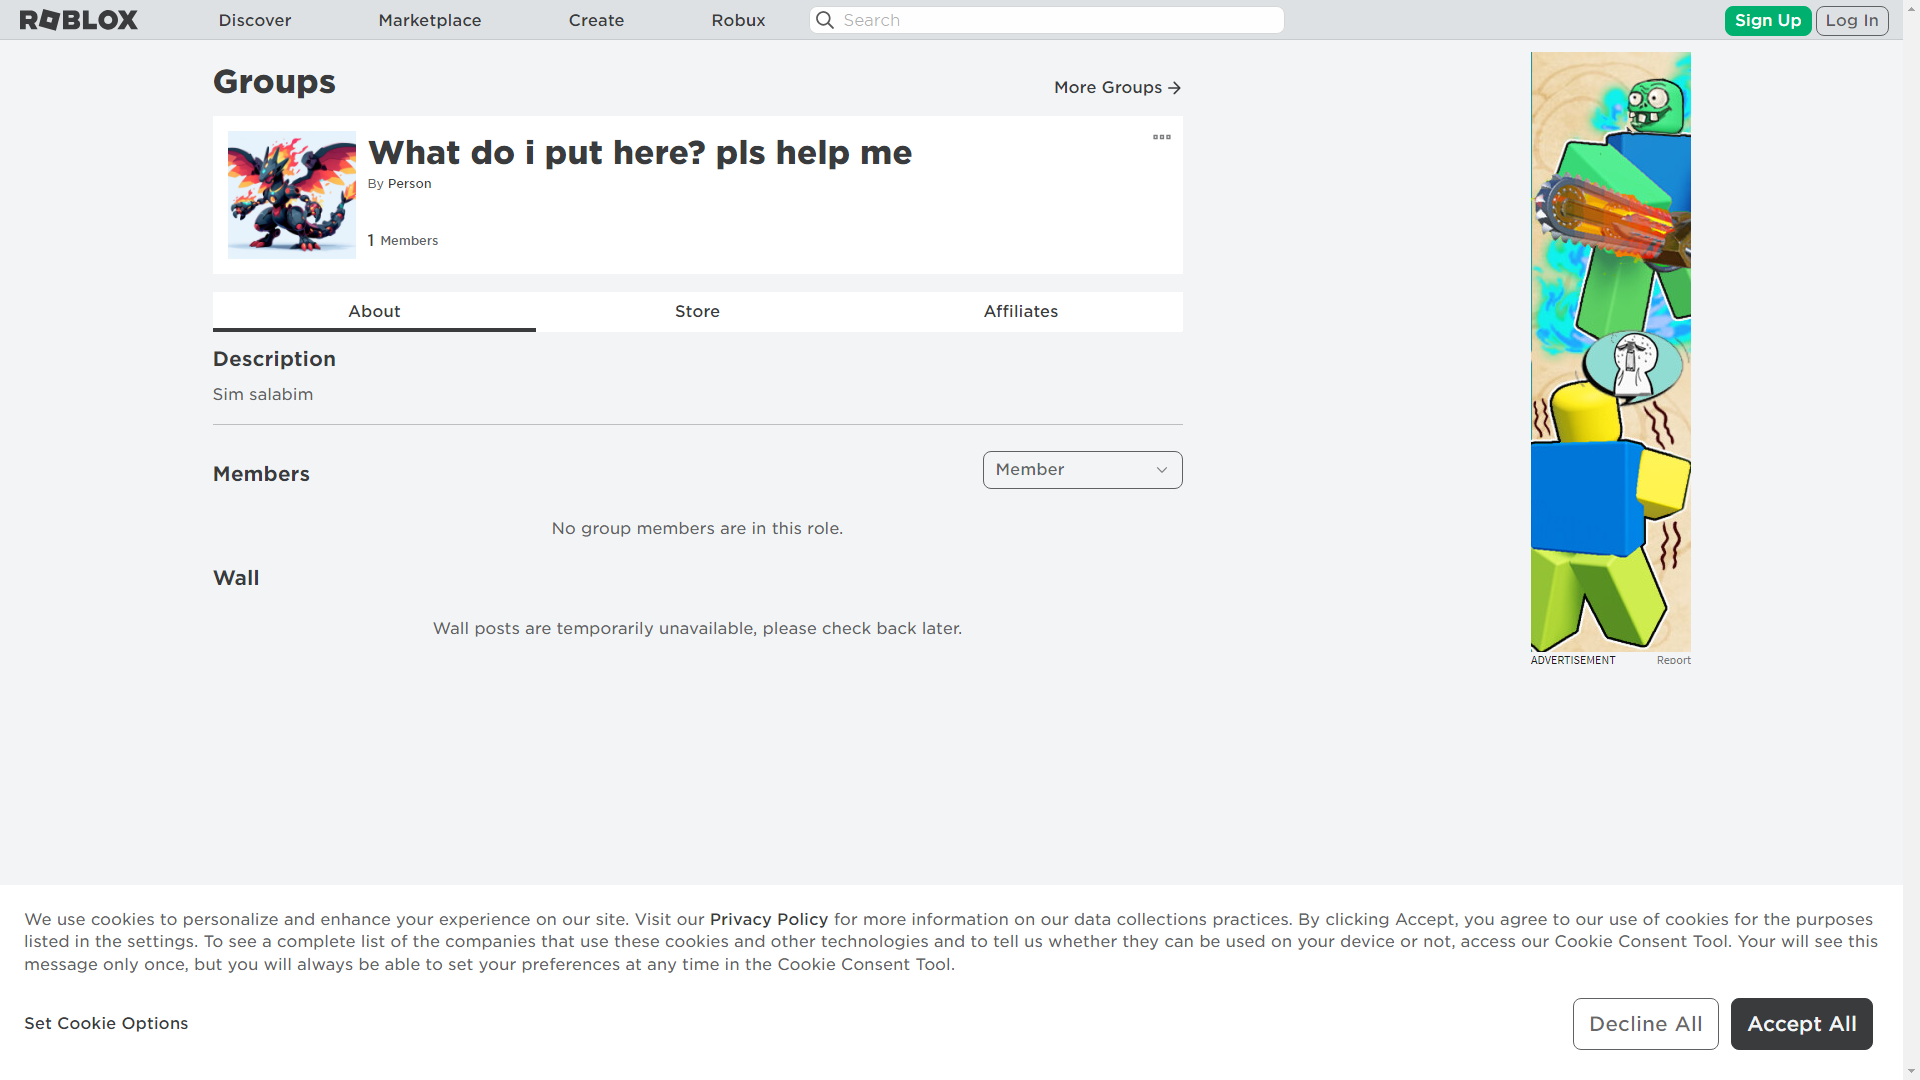 ROBLOX
Discover
Marketplace
Create
Robux
Search
Sign Up
Log In
Groups
More Groups
What do i put here? pls help me
By Person
1 Members
About
Store
Affiliates
Description
Sim salabim
Members
Member
No group members are in this role.
Wall
Wall posts are temporarily unavailable, please check back later.
ADVERTISEMENT
Report
We use cookies to personalize and enhance your experience on our site. Visit our Privacy Policy for more information on our data collections practices. By clicking Accept, you agree to our use of cookies for the purposes
listed in the settings. To see a complete list of the companies that use these cookies and other technologies and to tell us whether they can be used on your device or not, access our Cookie Consent Tool. Your will see this
message only once, but you will always be able to set your preferences at any time in the Cookie Consent Tool.
Set Cookie Options
Decline All
Accept All